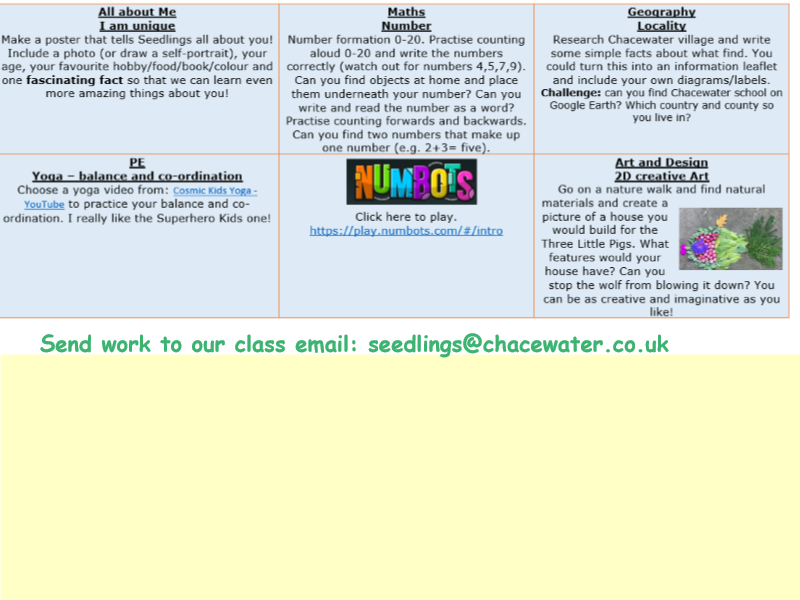 All about Me
I am unique
Make a poster that tells Seedlings all about you!
Include a photo (or draw a self-portrait), your
age, your favourite hobby/food/book/colour and
one fascinating fact so that we can learn even
more amazing things about you!
Maths
Number
Number formation 0-20. Practise counting
aloud 0-20 and write the numbers
correctly (watch out for numbers 4,5,7,9).
Can you find objects at home and place
them underneath your number? Can you
write and read the number as a word?
Practise counting forwards and backwards.
Can you find two numbers that make up
one number (e.g. 2+3= five).
Geography
Locality
Research Chacewater village and write
some simple facts about what find. You
could turn this into an information leaflet
and include your own diagrams/labels.
Challenge: can you find Chacewater school on
Google Earth? Which country and county so
you live in?
PE
Yoga – balance and co-ordination
Choose a yoga video from: Cosmic Kids Yoga -
YouTube to practice your balance and co-
ordination. I really like the Superhero Kids one!
NUMBOTS
Click here to play.
https://play.numbots.com/#/intro
Art and Design
2D creative Art
Go on a nature walk and find natural
materials and create a
picture of a house you
would build for the
Three Little Pigs. What
features would your
house have? Can you
stop the wolf from blowing it down? You
can be as creative and imaginative as you
like!
Send work to our class email: seedlings@chacewater.co.uk